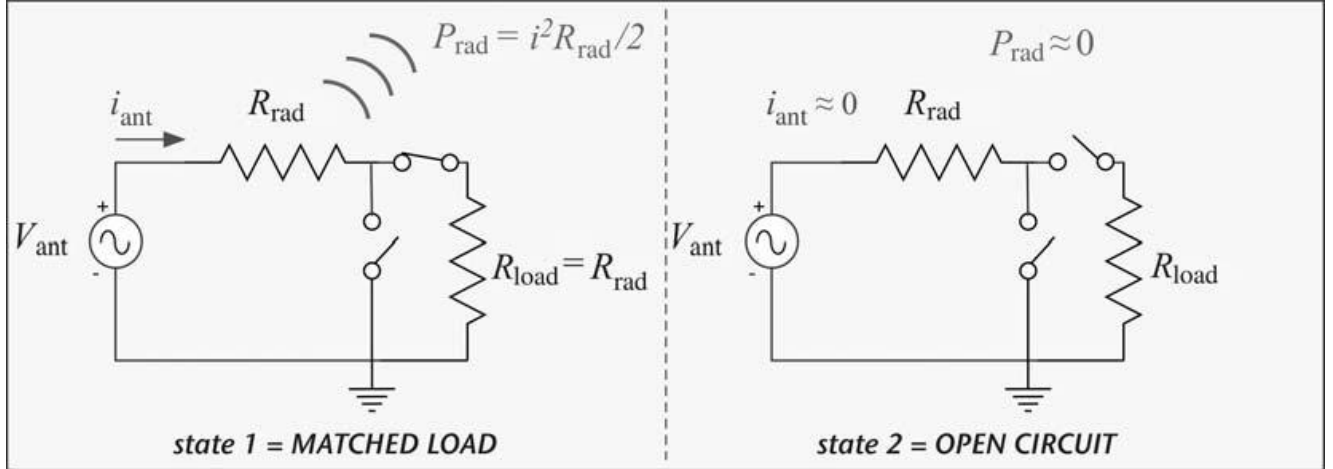 P_rad = i²R_rad/2
i_ant
R_rad
+
V_ant
-
R_load = R_rad
state 1 = MATCHED LOAD
P_rad ≈ 0
i_ant ≈ 0
R_rad
+
V_ant
-
R_load
state 2 = OPEN CIRCUIT